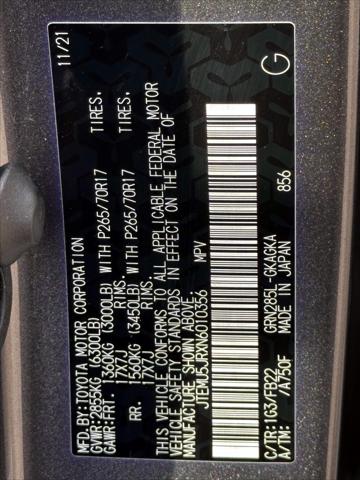 MFD.BY:TOYOTA MOTOR CORPORATION 11/21
GVWR:2855KG (6300LB)
GAWR:FRT. 1360KG (3000LB) WITH P265/70R17 TIRES.
17X7J RIMS.
RR. 1560KG (3450LB) WITH P265/70R17 TIRES.
17X7J RIMS.
THIS VEHICLE CONFORMS TO ALL APPLICABLE FEDERAL MOTOR
VEHICLE SAFETY STANDARDS IN EFFECT ON THE DATE OF
MANUFACTURE SHOWN ABOVE.
JTEMU5JRXN6010356 MPV
G
856
C/TR:1G3/FB22 GRN285L-GKAGKA
A/TM: /A750F MADE IN JAPAN